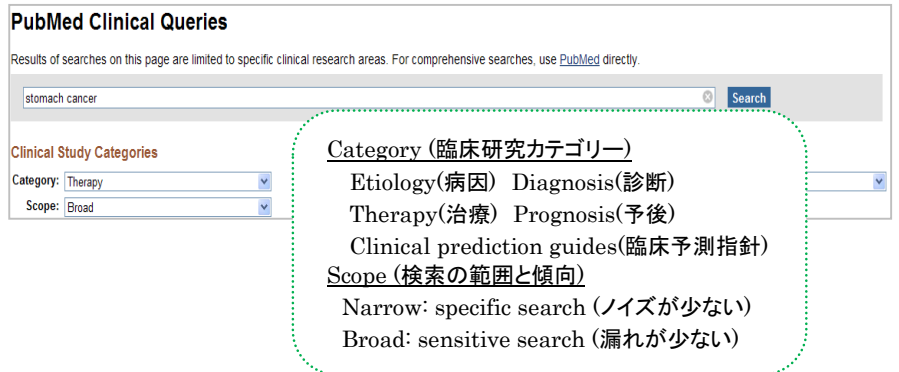 PubMed Clinical Queries
Results of searches on this page are limited to specific clinical research areas. For comprehensive searches, use PubMed directly.
stomach cancer
Search
Clinical Study Categories
Category: Therapy
Scope: Broad
Category (臨床研究カテゴリー)
Etiology(病因) Diagnosis(診断)
Therapy(治療) Prognosis(予後)
Clinical prediction guides(臨床予測指針)
Scope (検索の範囲と傾向)
Narrow: specific search (ノイズが少ない)
Broad: sensitive search (漏れが少ない)